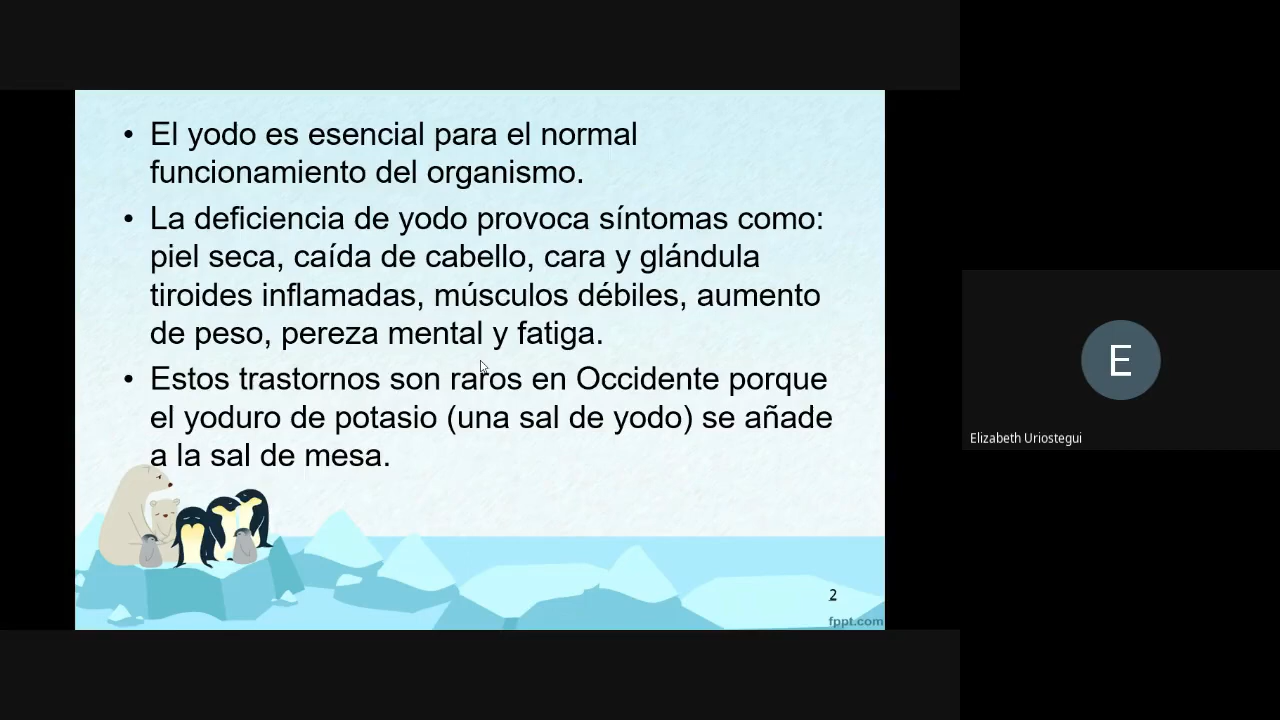 • El yodo es esencial para el normal
funcionamiento del organismo.
• La deficiencia de yodo provoca síntomas como:
piel seca, caída de cabello, cara y glándula
tiroides inflamadas, músculos débiles, aumento
de peso, pereza mental y fatiga.
• Estos trastornos son raros en Occidente porque
el yoduro de potasio (una sal de yodo) se añade
a la sal de mesa.
2
fppt.com
E
Elizabeth Uriostegui